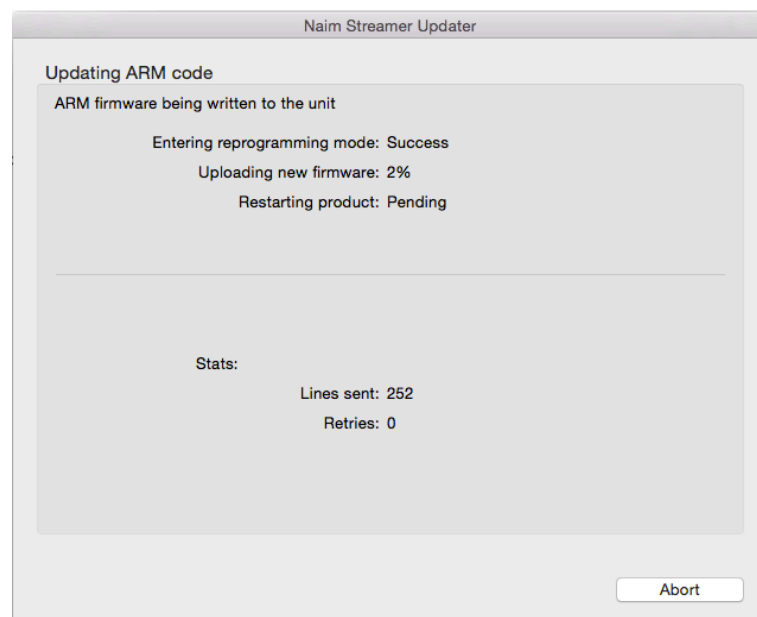 Naim Streamer Updater
Updating ARM code
ARM firmware being written to the unit
Entering reprogramming mode: Success
Uploading new firmware: 2%
Restarting product: Pending
Stats:
Lines sent: 252
Retries: 0
Abort